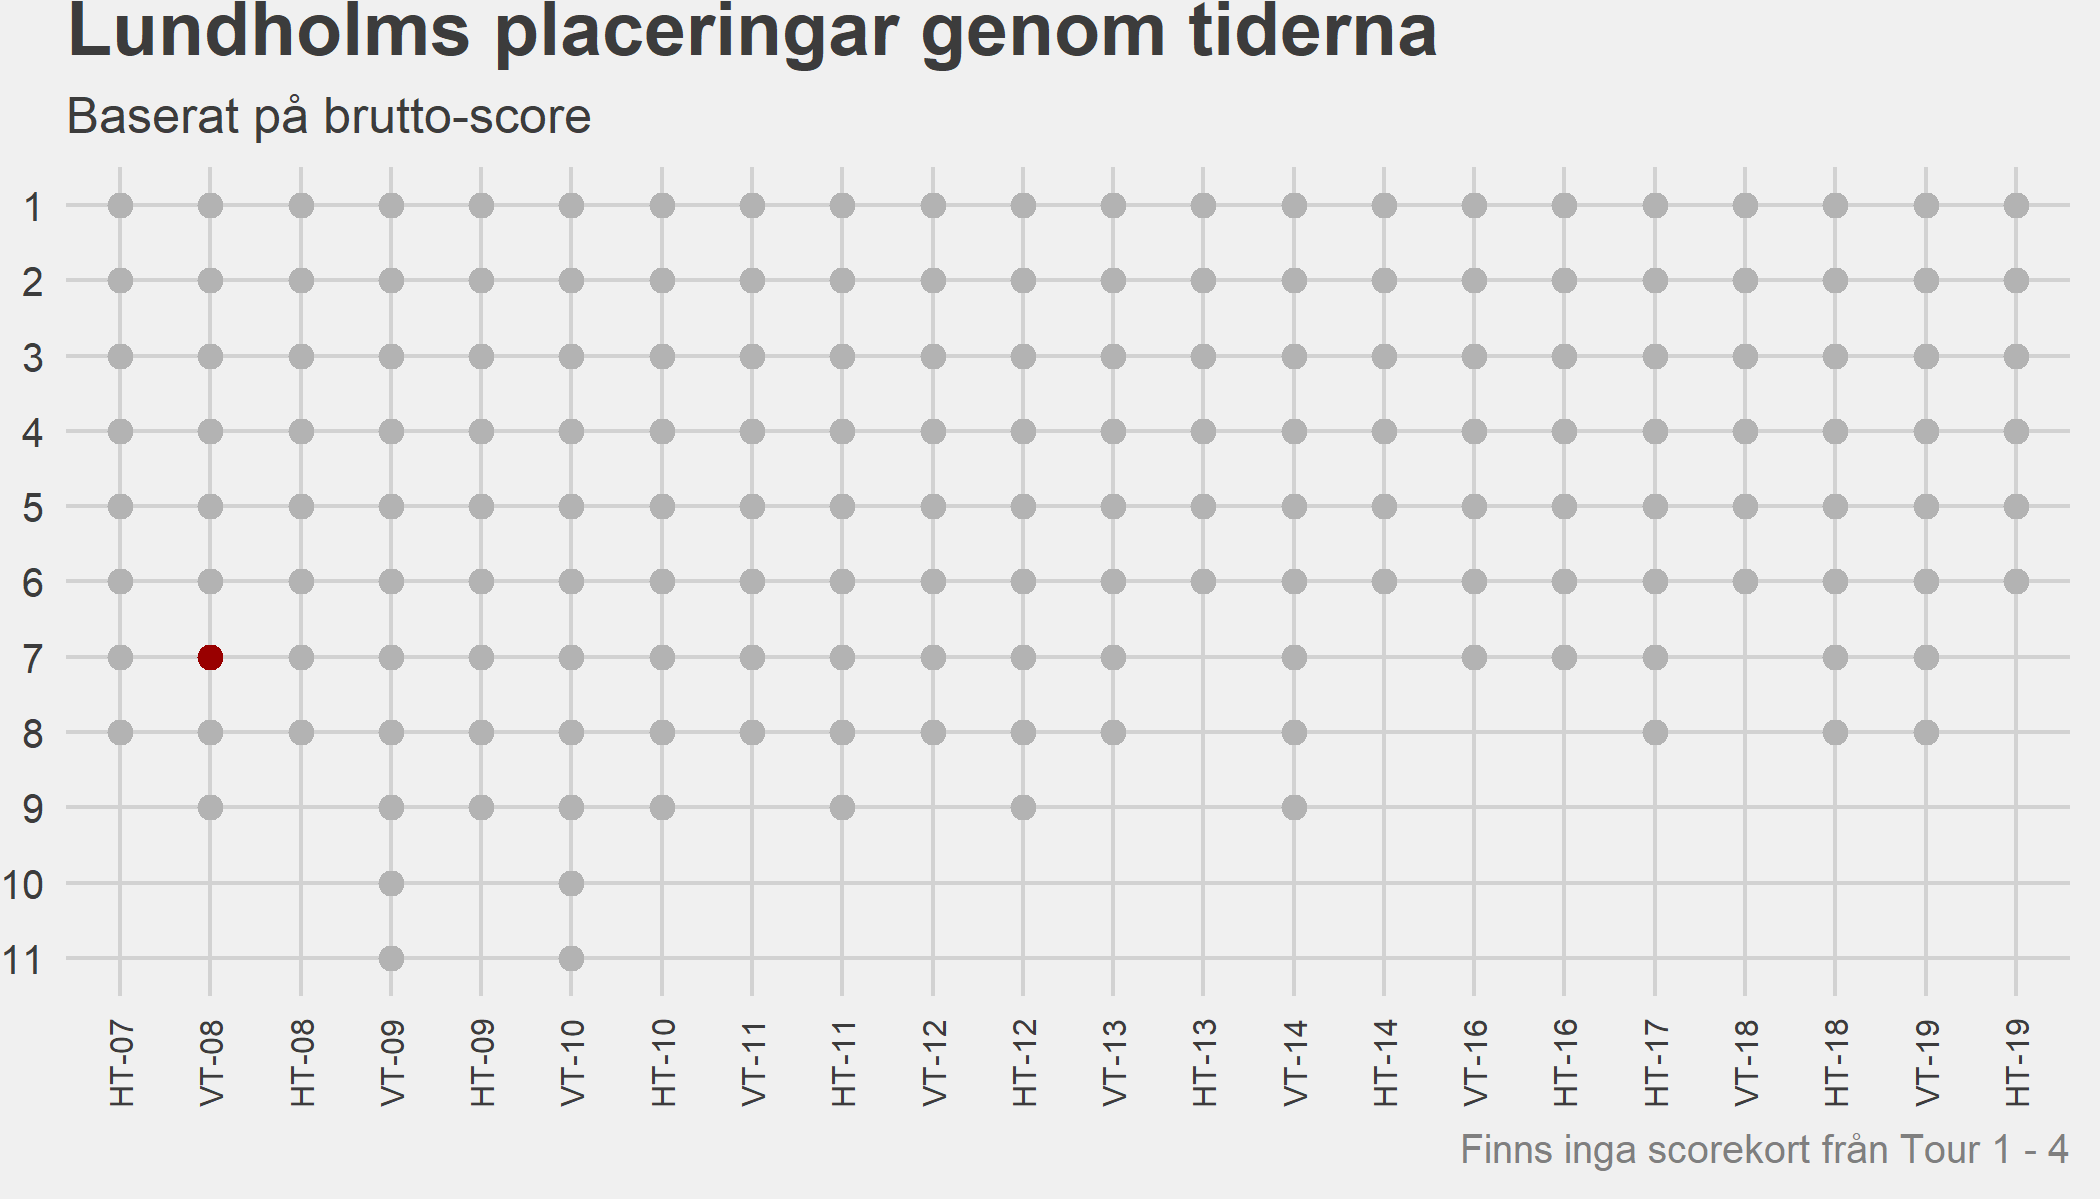 Lundholms placeringar genom tiderna
Baserat på brutto-score
1
2
3
4
5
6
7
8
9
10
11
HT-07
VT-08
HT-08
VT-09
HT-09
VT-10
HT-10
VT-11
HT-11
VT-12
HT-12
VT-13
HT-13
VT-14
HT-14
VT-16
HT-16
HT-17
VT-18
HT-18
VT-19
HT-19
Finns inga scorekort från Tour 1 - 4